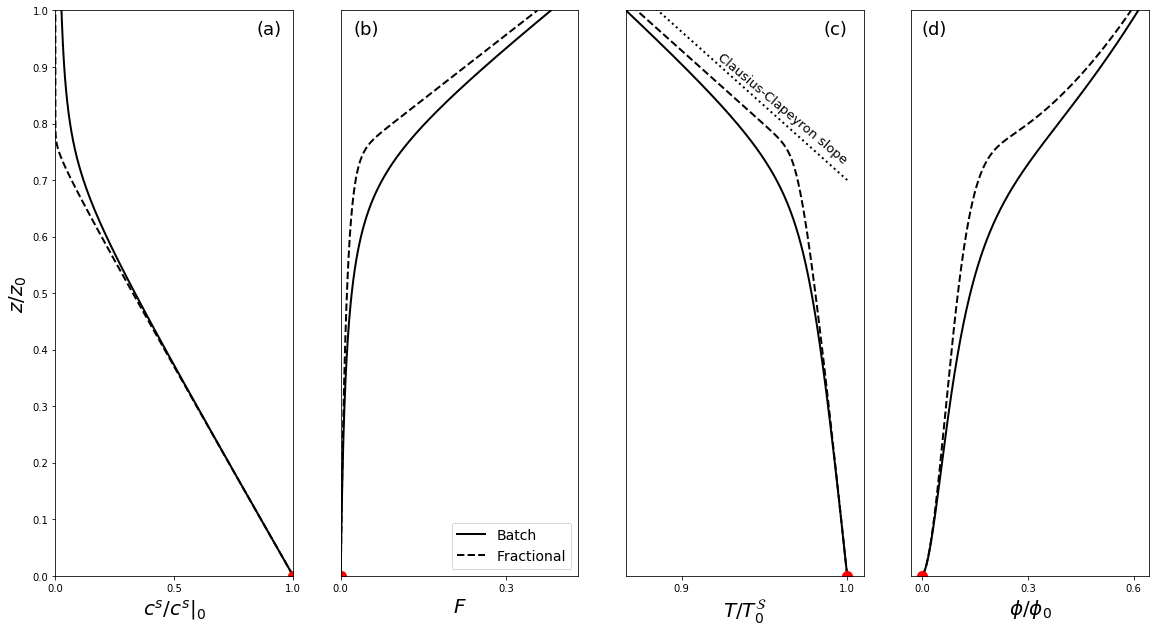 (a)
(b)
(c)
(d)
Clausius-Clapeyron slope
1.0
0.9
0.8
0.7
0.6
0.5
0.4
0.3
0.2
0.1
0.0
z/z₀
Batch
Fractional
0.0 0.5 1.0
0.0 0.3
0.9 1.0
0.0 0.3 0.6
cˢ/cˢ|₀
F
T/T₀^𝒮
ϕ/ϕ₀